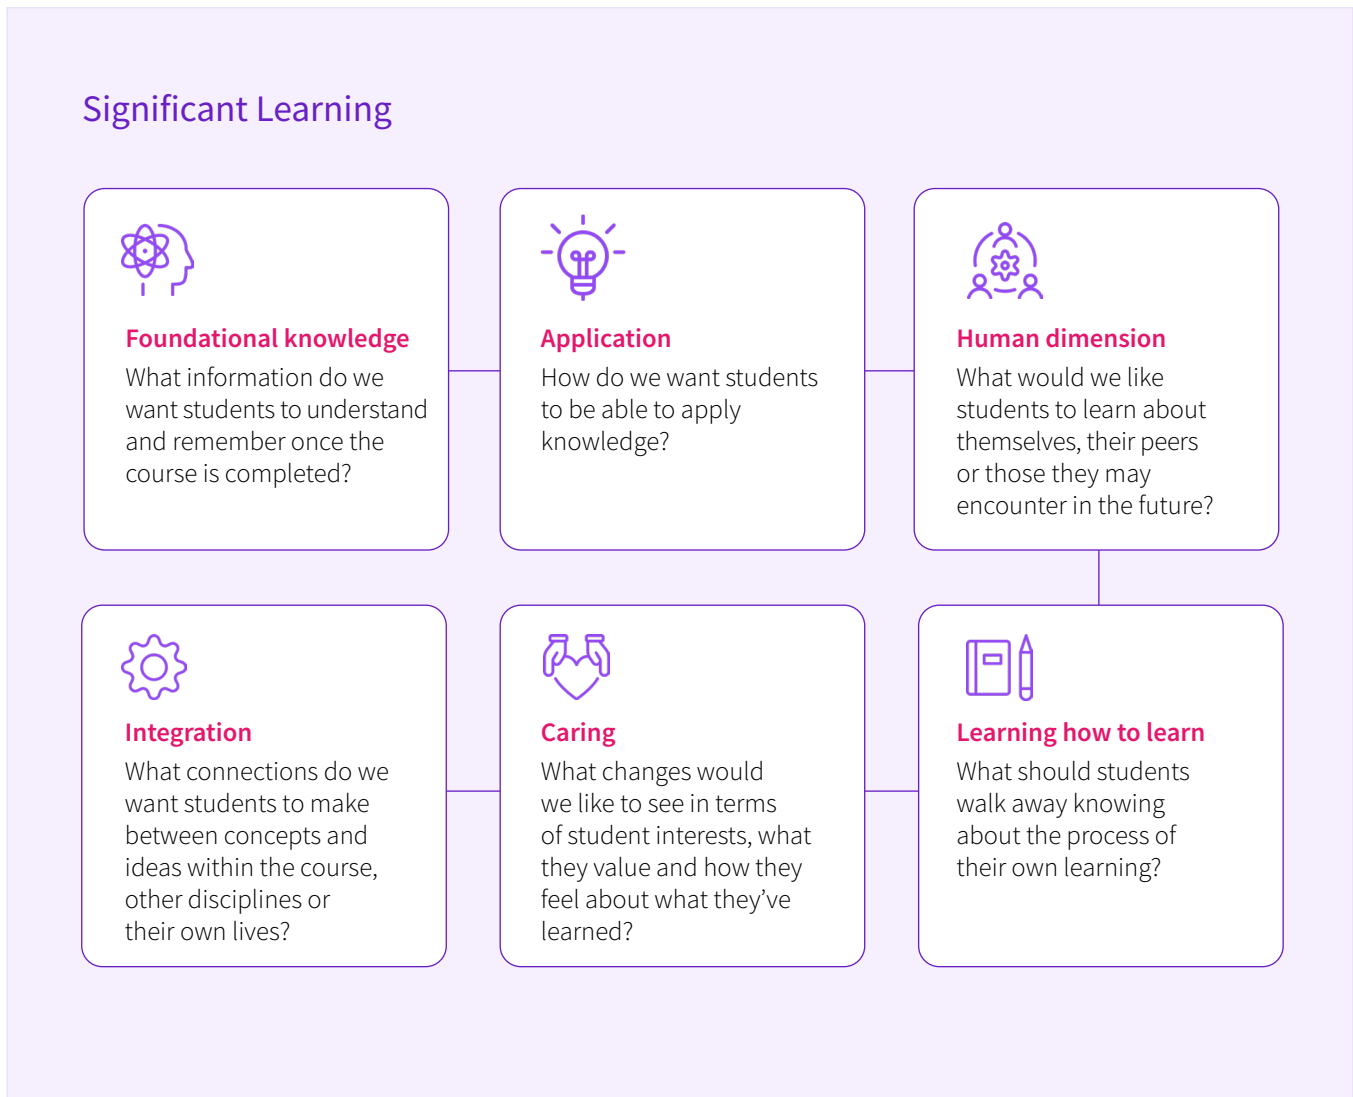 Significant Learning
Foundational knowledge
What information do we
want students to understand
and remember once the
course is completed?
Application
How do we want students
to be able to apply
knowledge?
Human dimension
What would we like
students to learn about
themselves, their peers
or those they may
encounter in the future?
Integration
What connections do we
want students to make
between concepts and
ideas within the course,
other disciplines or
their own lives?
Caring
What changes would
we like to see in terms
of student interests, what
they value and how they
feel about what they’ve
learned?
Learning how to learn
What should students
walk away knowing
about the process of
their own learning?